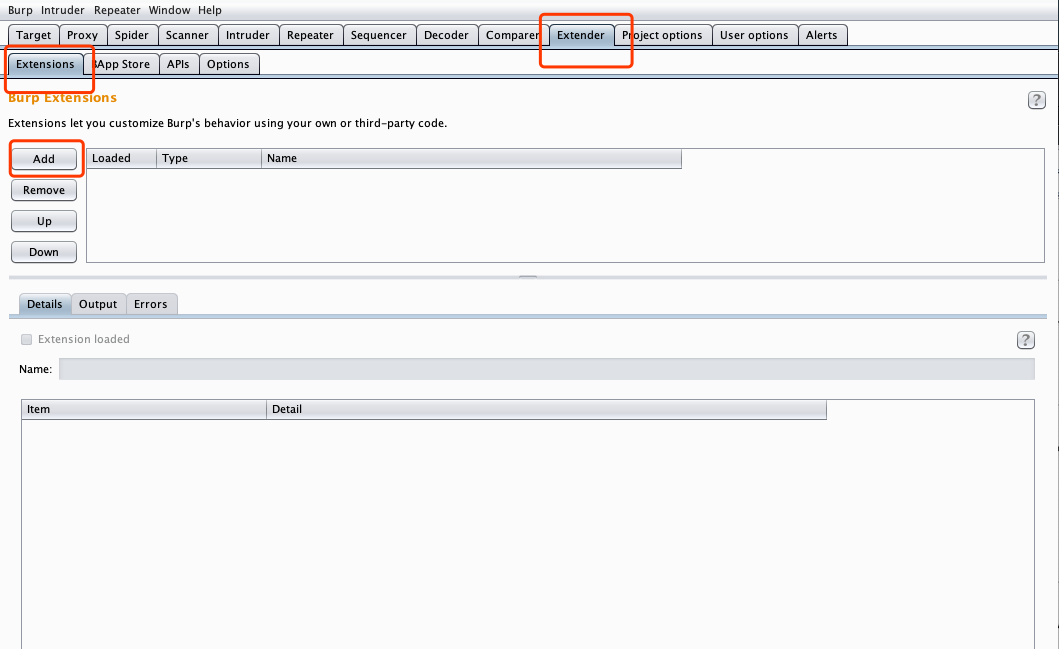 Burp Intruder Repeater Window Help
Target Proxy Spider Scanner Intruder Repeater Sequencer Decoder Comparer Extender Project options User options Alerts
Extensions BApp Store APIs Options
Burp Extensions
?
Extensions let you customize Burp's behavior using your own or third-party code.
Add Loaded Type Name
Remove
Up
Down
Details Output Errors
Extension loaded
?
Name:
Item Detail